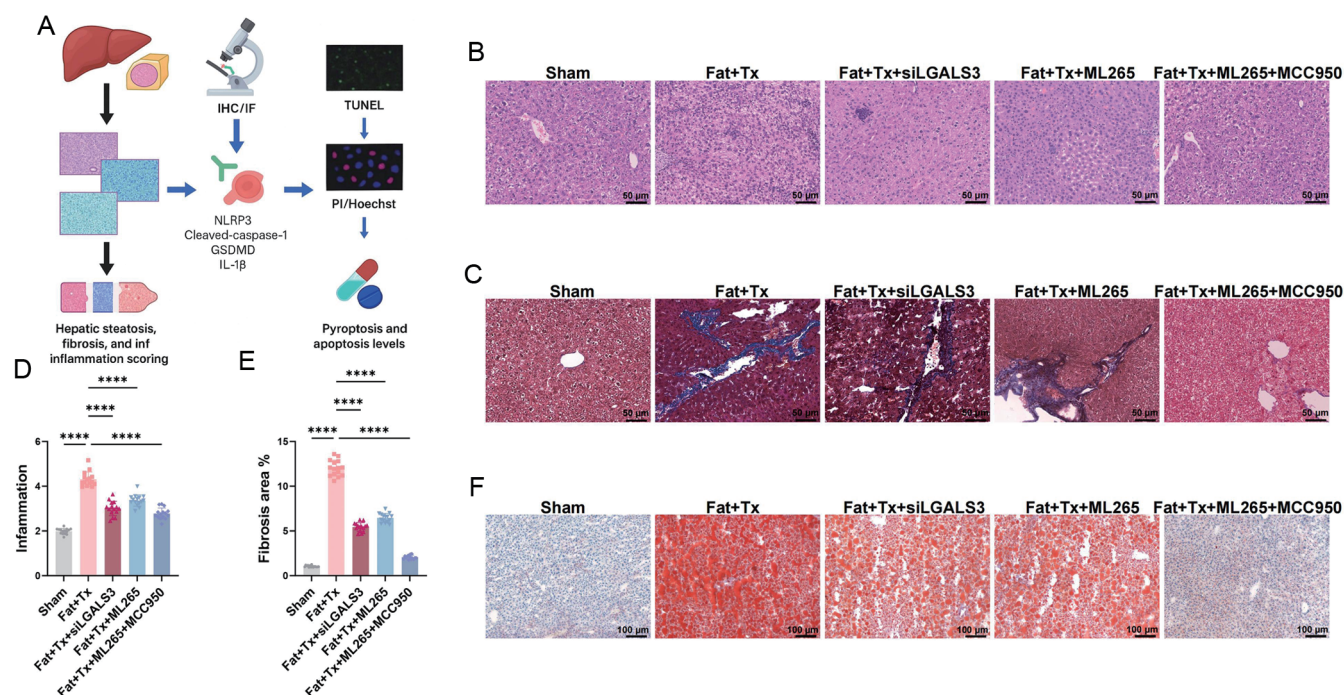 A
IHC/IF
TUNEL
NLRP3
Cleaved-caspase-1
GSDMD
IL-1β
PI/Hoechst
Hepatic steatosis,
fibrosis, and inf
inflammation scoring
Pyroptosis and
apoptosis levels
B
Sham
Fat+Tx
Fat+Tx+siLGALS3
Fat+Tx+ML265
Fat+Tx+ML265+MCC950
50 μm
50 μm
50 μm
50 μm
50 μm
C
Sham
Fat+Tx
Fat+Tx+siLGALS3
Fat+Tx+ML265
Fat+Tx+ML265+MCC950
50 μm
50 μm
50 μm
50 μm
50 μm
D
****
****
**** ****
Infammation
6
4
2
0
Sham
Fat+Tx
Fat+Tx+siLGALS3
Fat+Tx+ML265
Fat+Tx+ML265+MCC950
E
****
****
**** ****
Fibrosis area %
15
10
5
0
Sham
Fat+Tx
Fat+Tx+siLGALS3
Fat+Tx+ML265
Fat+Tx+ML265+MCC950
F
Sham
Fat+Tx
Fat+Tx+siLGALS3
Fat+Tx+ML265
Fat+Tx+ML265+MCC950
100 μm
100 μm
100 μm
100 μm
100 μm